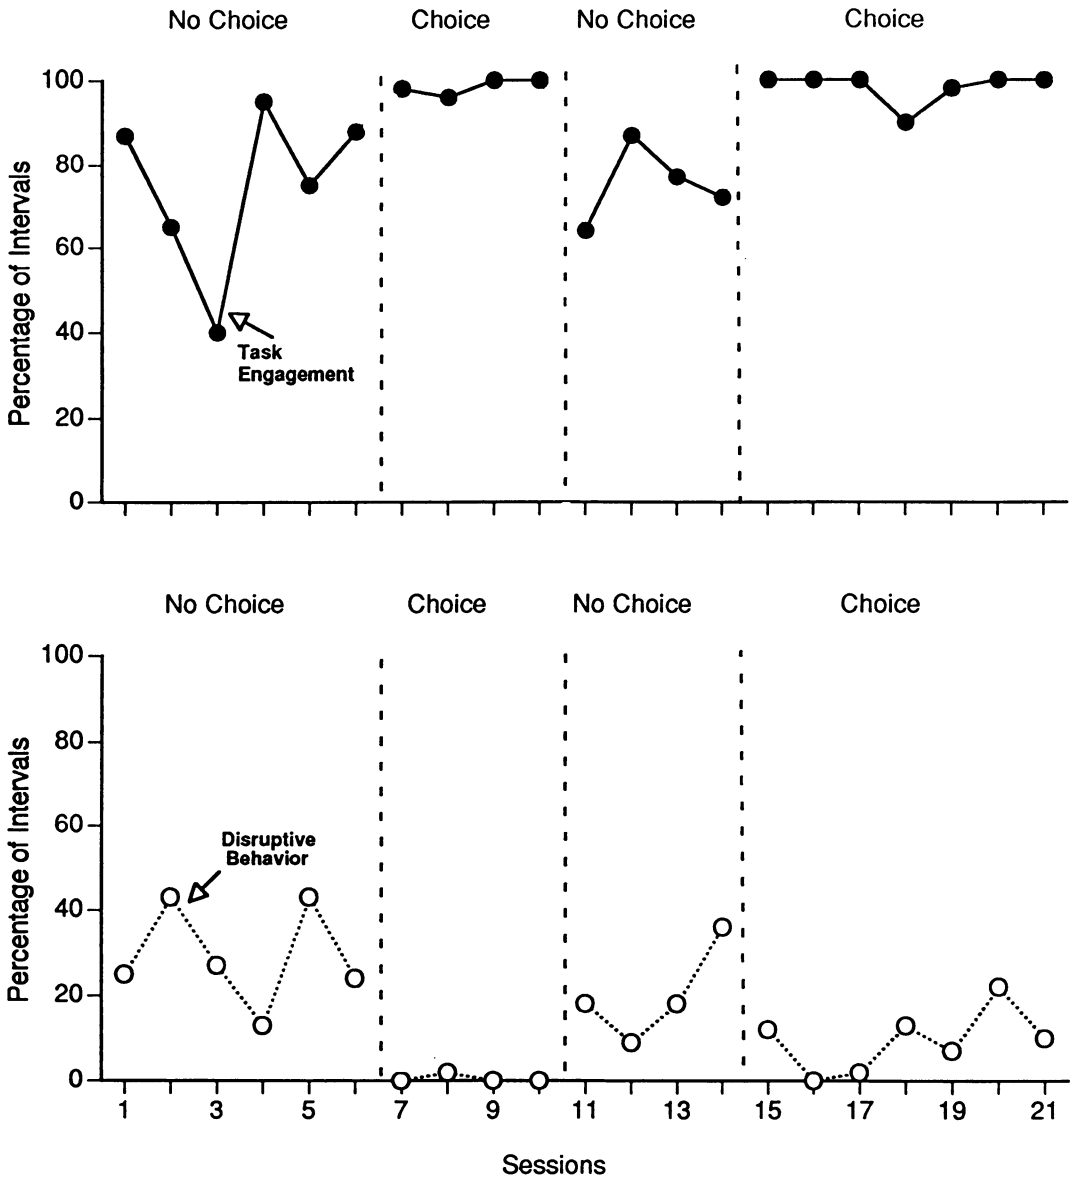 No Choice Choice No Choice Choice
100
80
60
40
20
0
Percentage of Intervals
Task
Engagement
No Choice Choice No Choice Choice
100
80
60
40
20
0
Percentage of Intervals
Disruptive
Behavior
1 3 5 7 9 11 13 15 17 19 21
Sessions